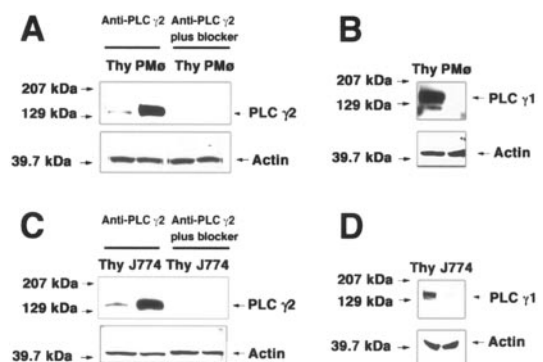 A
Anti-PLC γ2
Anti-PLC γ2 plus blocker
Thy PMø Thy PMø
207 kDa
129 kDa
PLC γ2
39.7 kDa
Actin
B
Thy PMø
207 kDa
129 kDa
PLC γ1
39.7 kDa
Actin
C
Anti-PLC γ2
Anti-PLC γ2 plus blocker
Thy J774 Thy J774
207 kDa
129 kDa
PLC γ2
39.7 kDa
Actin
D
Thy J774
207 kDa
129 kDa
PLC γ1
39.7 kDa
Actin